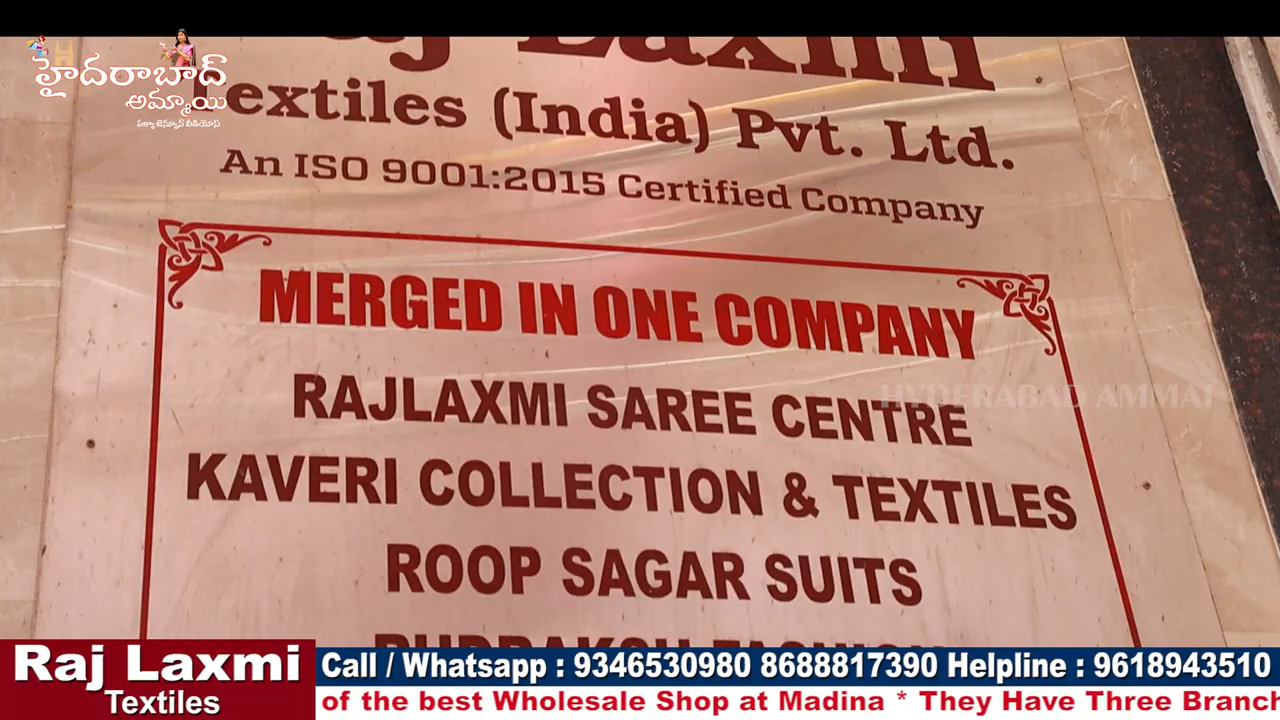 హైదరాబాద్
అమ్మాయి
Raj Laxmi
Textiles (India) Pvt. Ltd.
An ISO 9001:2015 Certified Company
MERGED IN ONE COMPANY
RAJLAXMI SAREE CENTRE
HYDERABAD AMMAI
KAVERI COLLECTION & TEXTILES
ROOP SAGAR SUITS
Raj Laxmi
Textiles
Call / Whatsapp : 9346530980 8688817390 Helpline : 9618943510
of the best Wholesale Shop at Madina * They Have Three Branch